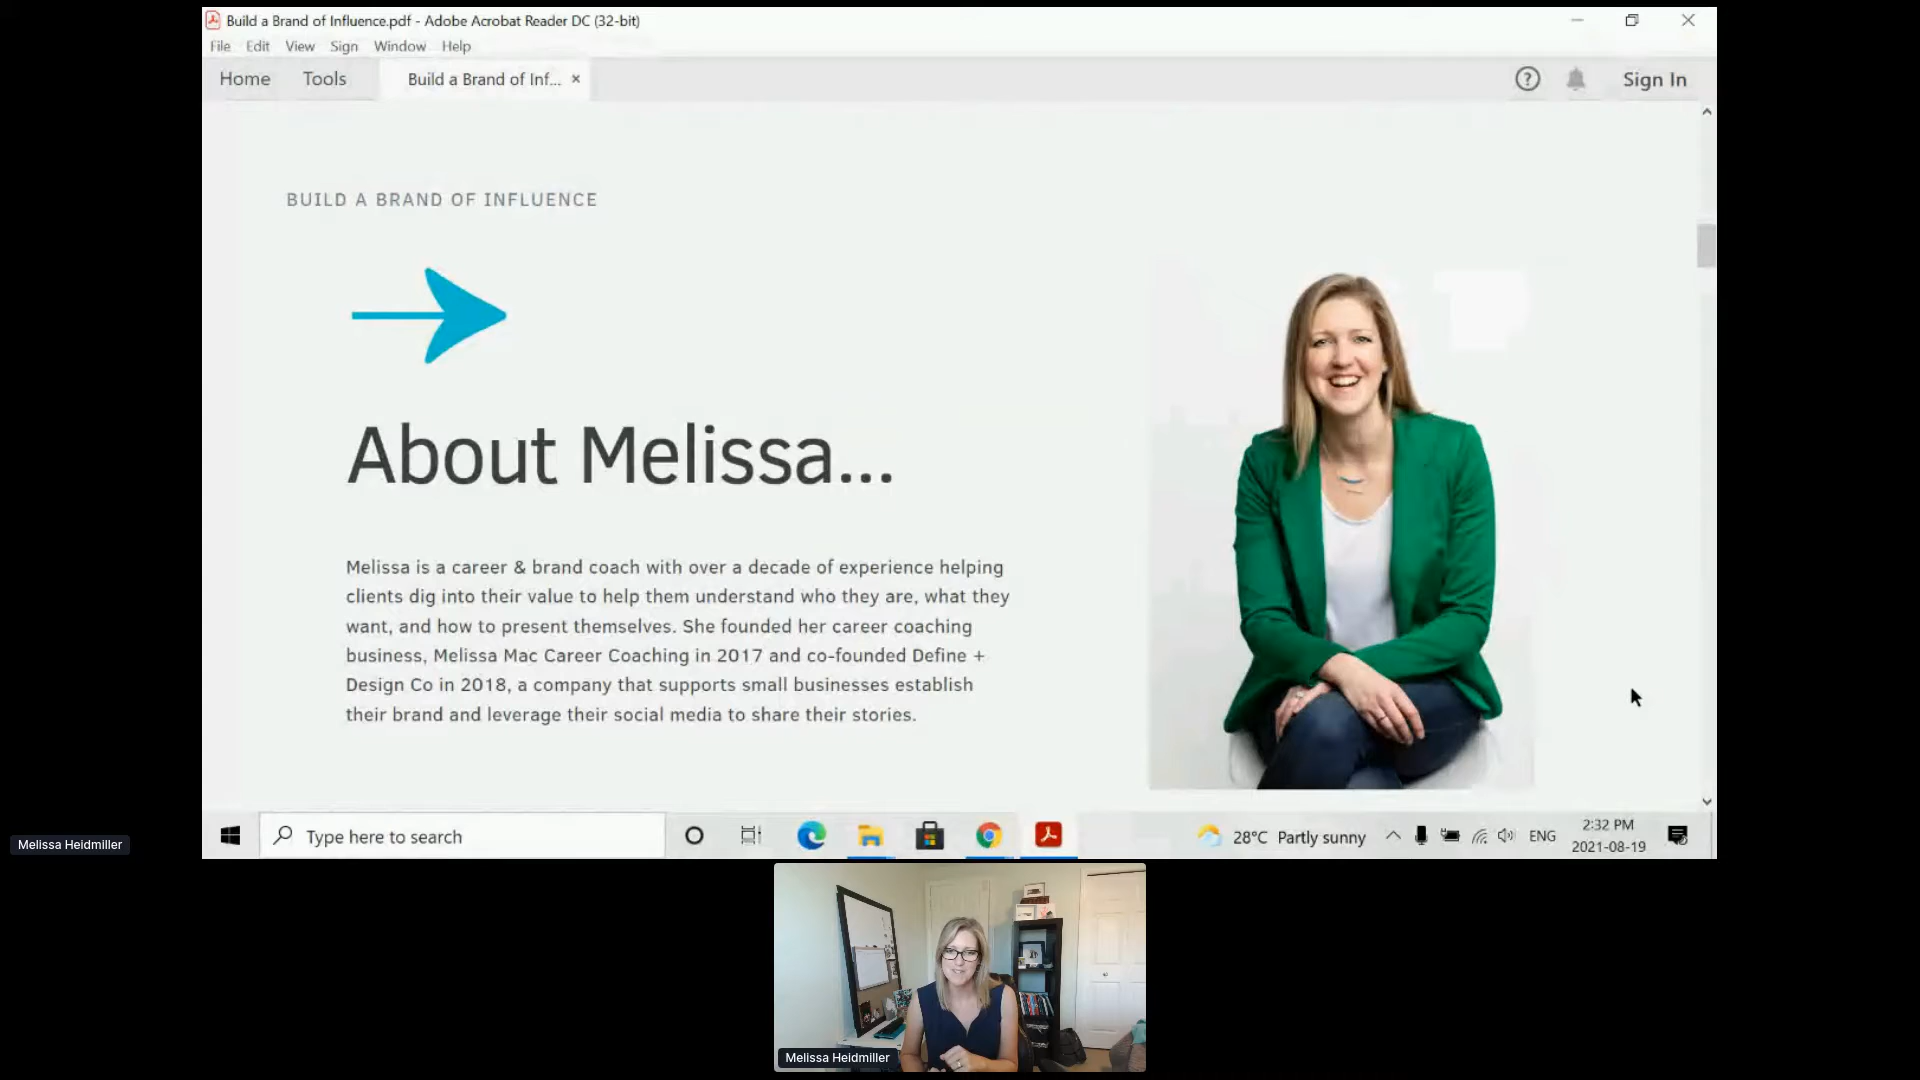 Build a Brand of Influence.pdf - Adobe Acrobat Reader DC (32-bit)
File Edit View Sign Window Help
Home Tools Build a Brand of Inf... × ? Sign In
BUILD A BRAND OF INFLUENCE
About Melissa...
Melissa is a career & brand coach with over a decade of experience helping
clients dig into their value to help them understand who they are, what they
want, and how to present themselves. She founded her career coaching
business, Melissa Mac Career Coaching in 2017 and co-founded Define +
Design Co in 2018, a company that supports small businesses establish
their brand and leverage their social media to share their stories.
Type here to search
28°C Partly sunny
ENG
2:32 PM
2021-08-19
Melissa Heidmiller
Melissa Heidmiller